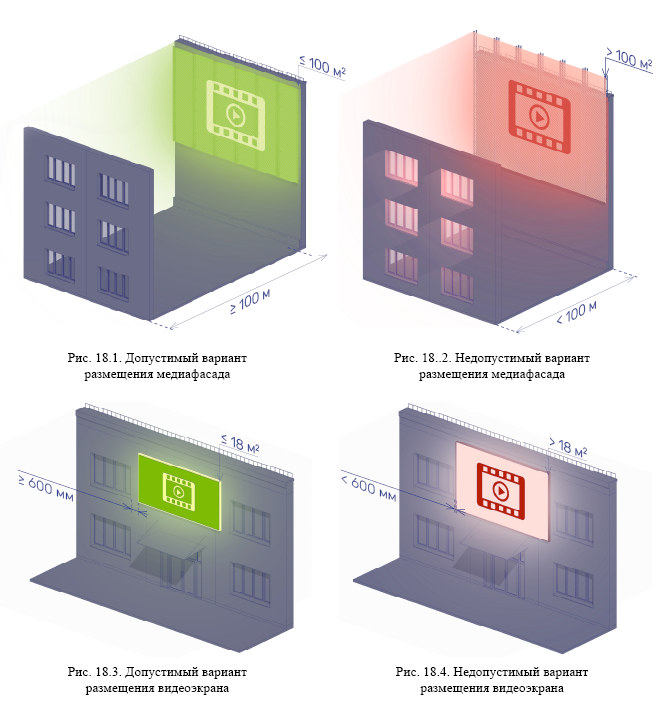 ≤ 100 м²
> 100 м²
≥ 100 м
< 100 м
Рис. 18.1. Допустимый вариант
размещения медиафасада
Рис. 18..2. Недопустимый вариант
размещения медиафасада
≤ 18 м²
≥ 600 мм
> 18 м²
< 600 мм
Рис. 18.3. Допустимый вариант
размещения видеоэкрана
Рис. 18.4. Недопустимый вариант
размещения видеоэкрана